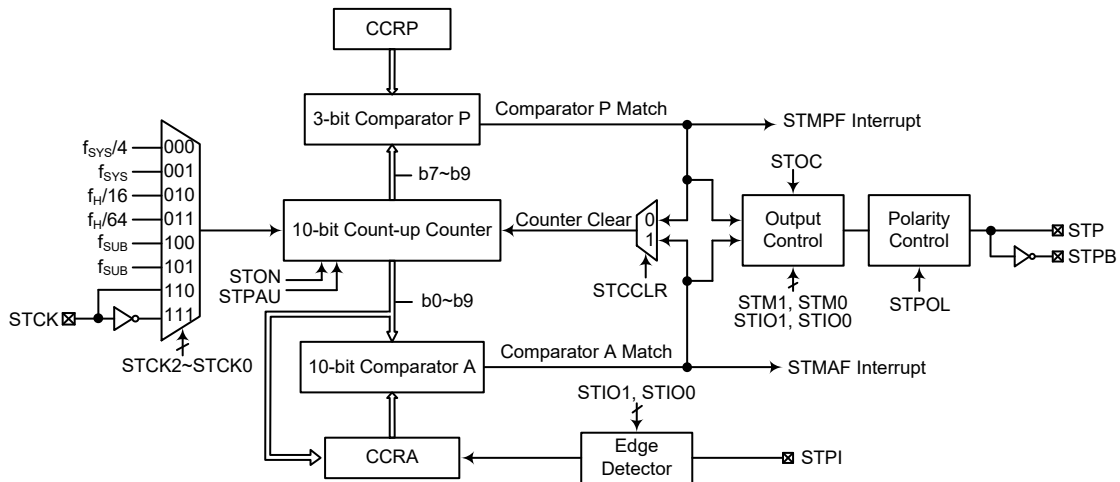 CCRP
3-bit Comparator P
Comparator P Match
STMPF Interrupt
b7~b9
fSYS/4
000
fSYS
001
fH/16
010
fH/64
011
fSUB
100
fSUB
101
110
111
STCK
STCK2~STCK0
10-bit Count-up Counter
STON
STPAU
Counter Clear
0
1
STCCLR
STOC
Output
Control
STM1, STM0
STIO1, STIO0
Polarity
Control
STPOL
STP
STPB
b0~b9
10-bit Comparator A
Comparator A Match
STMAF Interrupt
STIO1, STIO0
CCRA
Edge
Detector
STPI